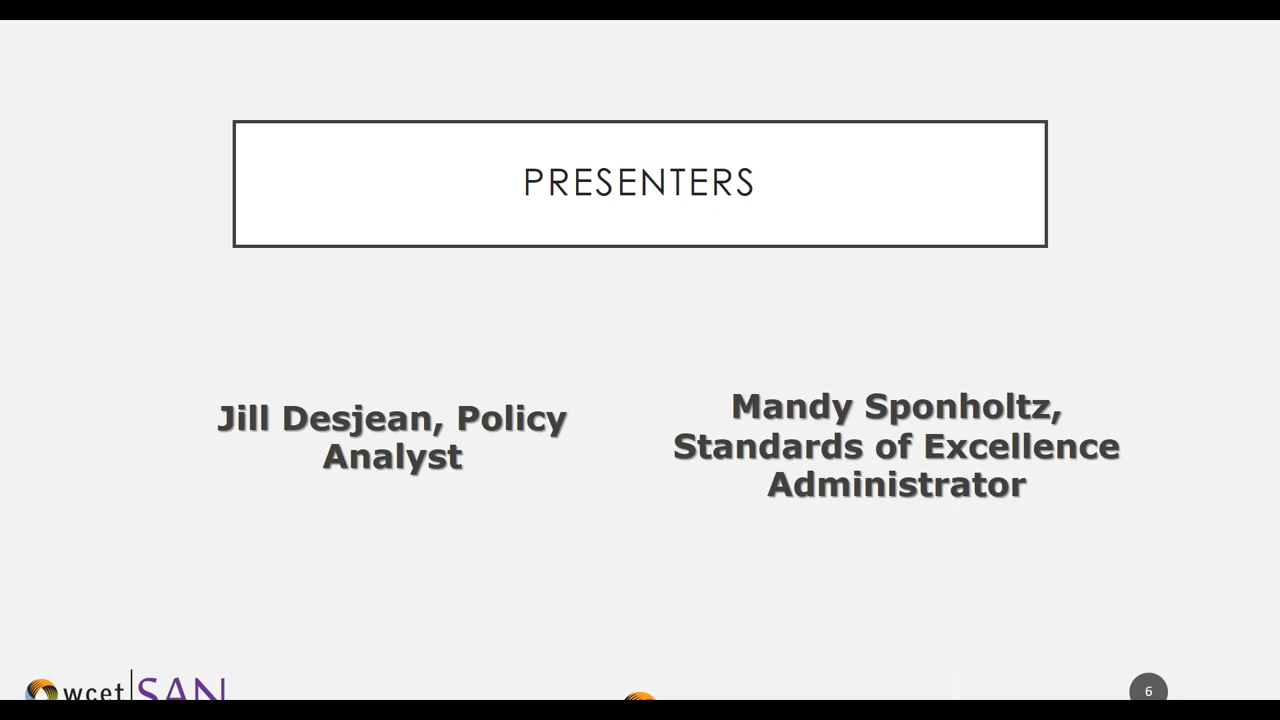 PRESENTERS
Jill Desjean, Policy
Analyst
Mandy Sponholtz,
Standards of Excellence
Administrator
wcet SAN
6